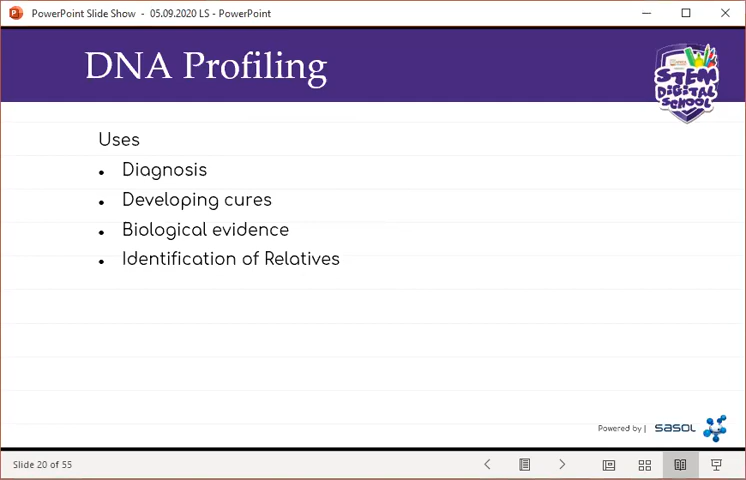 PowerPoint Slide Show - 05.09.2020 LS - PowerPoint
DNA Profiling
STEM
DIGITAL
SCHOOL
Uses
• Diagnosis
• Developing cures
• Biological evidence
• Identification of Relatives
Powered by | sasol
Slide 20 of 55